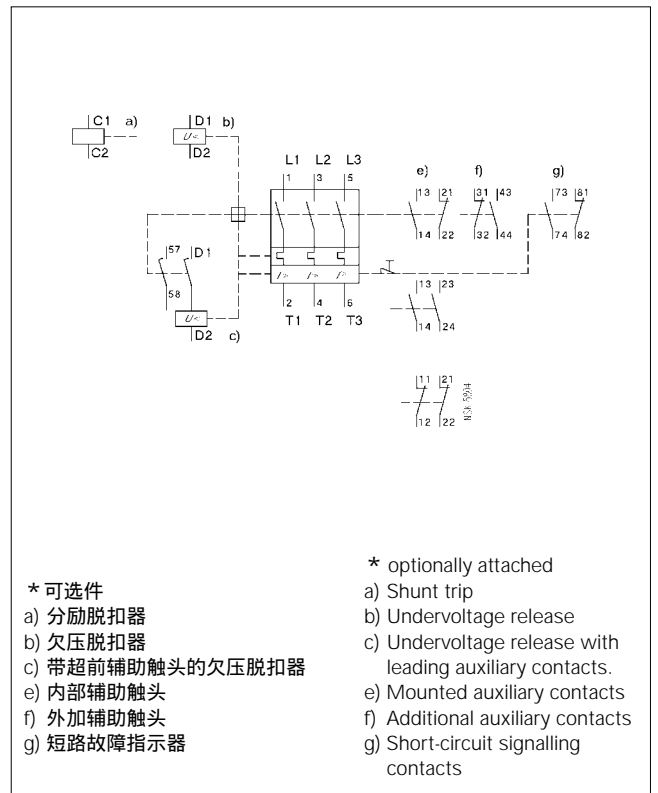 C1 a) D1 b)
C2 U< D2
L1 L2 L3 e) f) g)
1 3 5 13 21 31 43 73 81
14 22 32 44 74 82
57 D1
58
U<
D2 c)
I> I> I>
2 4 6
T1 T2 T3
13 23
14 24
11 21
12 22
* 可选件
a) 分励脱扣器
b) 欠压脱扣器
c) 带超前辅助触头的欠压脱扣器
e) 内部辅助触头
f) 外加辅助触头
g) 短路故障指示器
* optionally attached
a) Shunt trip
b) Undervoltage release
c) Undervoltage release with
leading auxiliary contacts.
e) Mounted auxiliary contacts
f) Additional auxiliary contacts
g) Short-circuit signalling
contacts